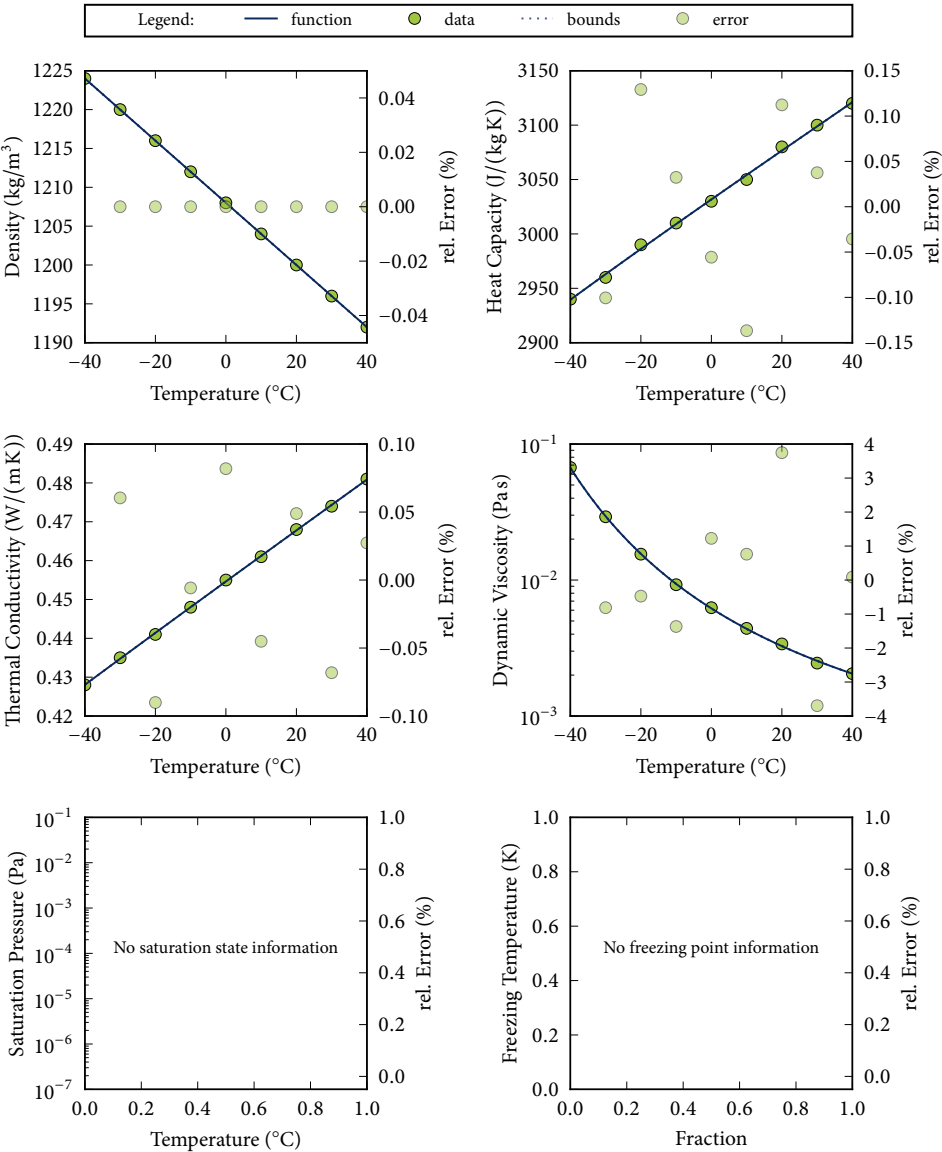 Legend: function data bounds error
1225
1220
1215
1210
1205
1200
1195
1190
Density (kg/m³)
0.04
0.02
0.00
−0.02
−0.04
rel. Error (%)
−40 −20 0 20 40
Temperature (°C)
3150
3100
3050
3000
2950
2900
Heat Capacity (J/(kg K))
0.15
0.10
0.05
0.00
−0.05
−0.10
−0.15
rel. Error (%)
−40 −20 0 20 40
Temperature (°C)
0.49
0.48
0.47
0.46
0.45
0.44
0.43
0.42
Thermal Conductivity (W/(m K))
0.10
0.05
0.00
−0.05
−0.10
rel. Error (%)
−40 −20 0 20 40
Temperature (°C)
10⁻¹
10⁻²
10⁻³
Dynamic Viscosity (Pa s)
4
3
2
1
0
−1
−2
−3
−4
rel. Error (%)
−40 −20 0 20 40
Temperature (°C)
10⁻¹
10⁻²
10⁻³
10⁻⁴
10⁻⁵
10⁻⁶
10⁻⁷
Saturation Pressure (Pa)
No saturation state information
1.0
0.8
0.6
0.4
0.2
0.0
rel. Error (%)
0.0 0.2 0.4 0.6 0.8 1.0
Temperature (°C)
1.0
0.8
0.6
0.4
0.2
0.0
Freezing Temperature (K)
No freezing point information
1.0
0.8
0.6
0.4
0.2
0.0
rel. Error (%)
0.0 0.2 0.4 0.6 0.8 1.0
Fraction